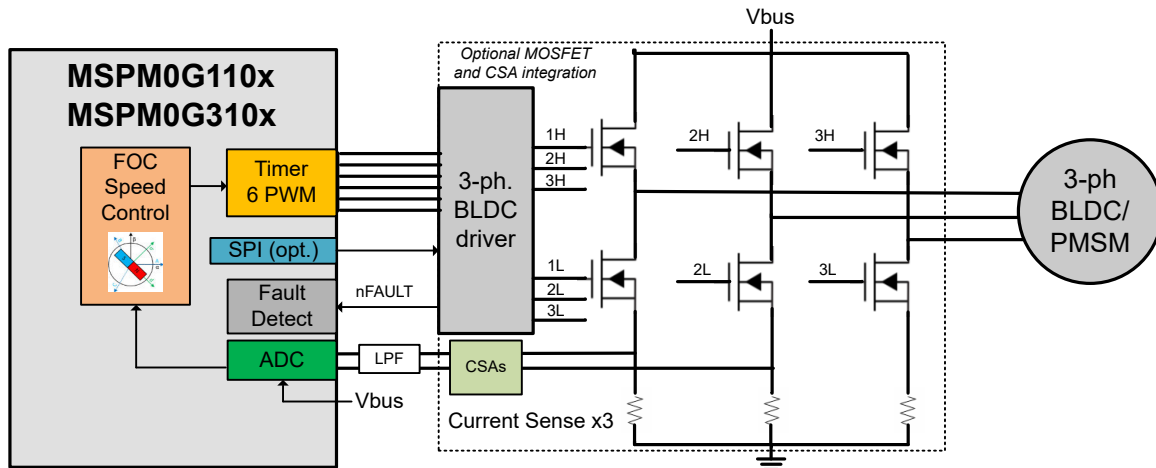 Vbus
Optional MOSFET
and CSA integration
MSPM0G110x
MSPM0G310x
FOC
Speed
Control
Timer
6 PWM
SPI (opt.)
Fault
Detect
nFAULT
ADC
LPF
CSAs
Vbus
Current Sense x3
3-ph.
BLDC
driver
1H
2H
3H
1L
2L
3L
2H
3H
2L
3L
3-ph
BLDC/
PMSM